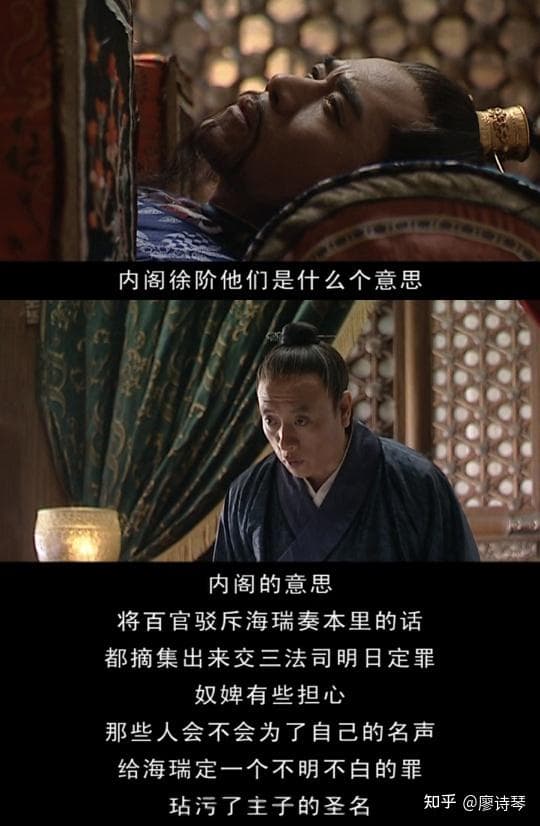 内阁徐阶他们是什么个意思
内阁的意思
将百官驳斥海瑞奏本里的话
都摘集出来交三法司明日定罪
奴婢有些担心
那些人会不会为了自己的名声
给海瑞定一个不明不白的罪
玷污了主子的圣名
知乎 @廖诗琴